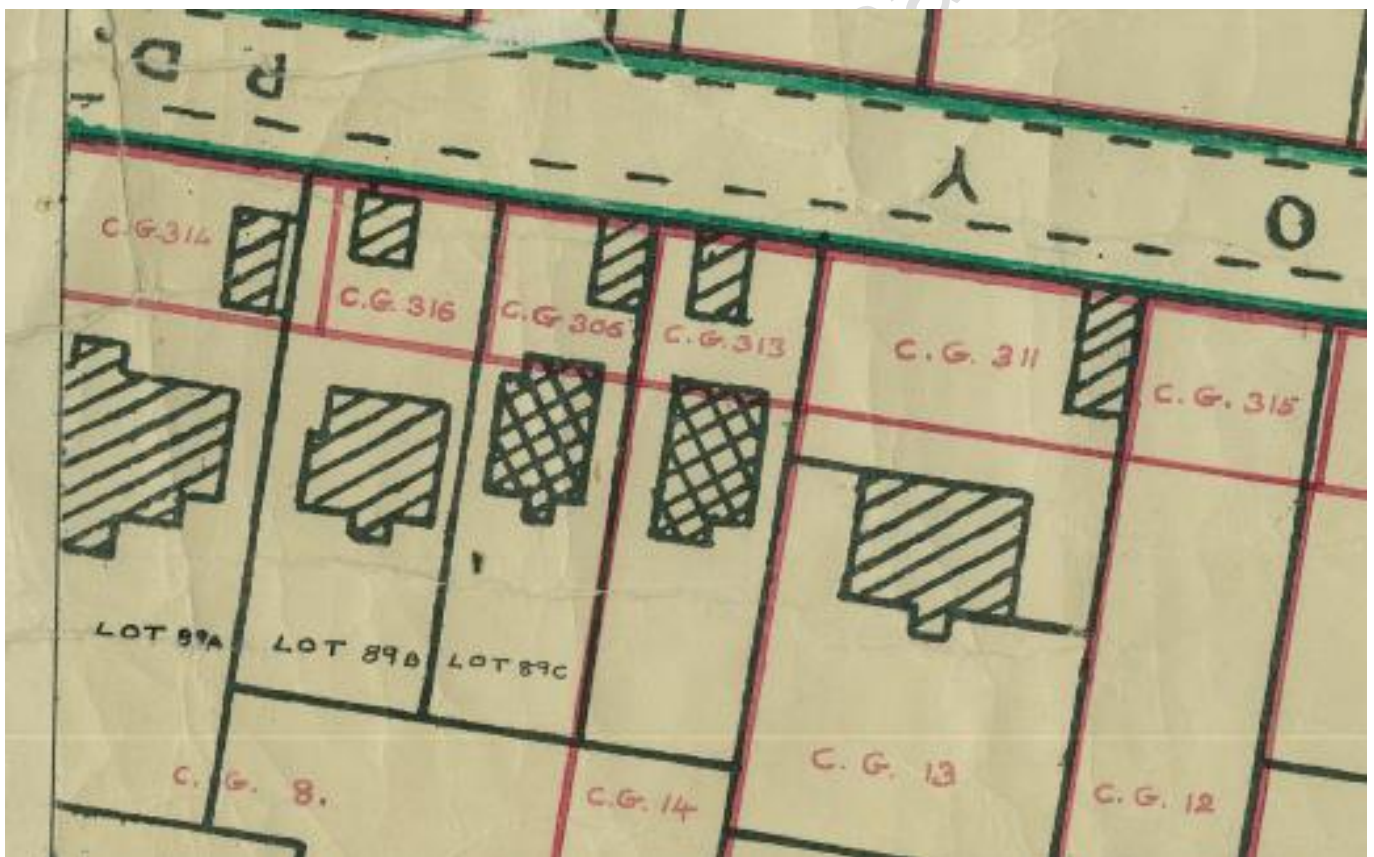 R D
Y
O
C.G. 314
C.G. 316
C.G. 306
C.G. 313
C.G. 311
C.G. 315
LOT 89A
LOT 89B
LOT 89C
C. G. 8.
C.G. 14
C. G. 13
C. G. 12